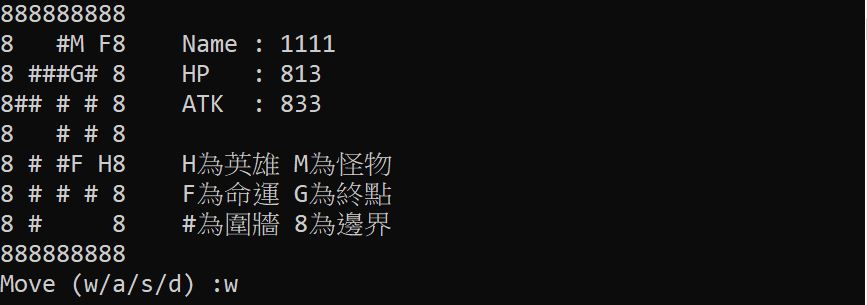 888888888
8   #M F8    Name : 1111
8 ###G# 8    HP   : 813
8## # # 8    ATK  : 833
8   # # 8
8 # #F H8    H為英雄 M為怪物
8 # # # 8    F為命運 G為終點
8 #     8    #為圍牆 8為邊界
888888888
Move (w/a/s/d) :w